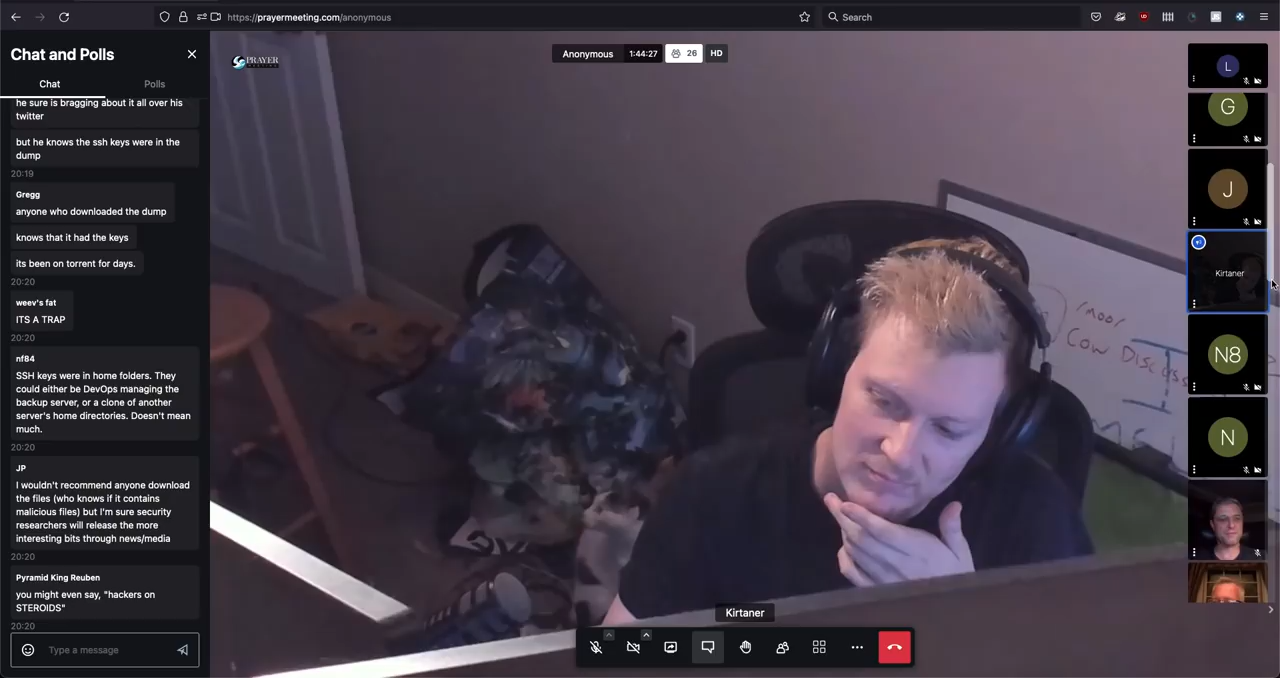 https://prayermeeting.com/anonymous
Search
Chat and Polls
Chat
Polls
he sure is bragging about it all over his
twitter
but he knows the ssh keys were in the
dump
20:19
Gregg
anyone who downloaded the dump
knows that it had the keys
its been on torrent for days.
20:20
weev's fat
ITS A TRAP
20:20
nf84
SSH keys were in home folders. They
could either be DevOps managing the
backup server, or a clone of another
server's home directories. Doesn't mean
much.
20:20
JP
I wouldn't recommend anyone download
the files (who knows if it contains
malicious files) but I'm sure security
researchers will release the more
interesting bits through news/media
20:20
Pyramid King Reuben
you might even say, "hackers on
STEROIDS"
20:20
Type a message
PRAYER
Anonymous
1:44:27
26
HD
Cow
Kirtaner
L
G
J
Kirtaner
N8
N